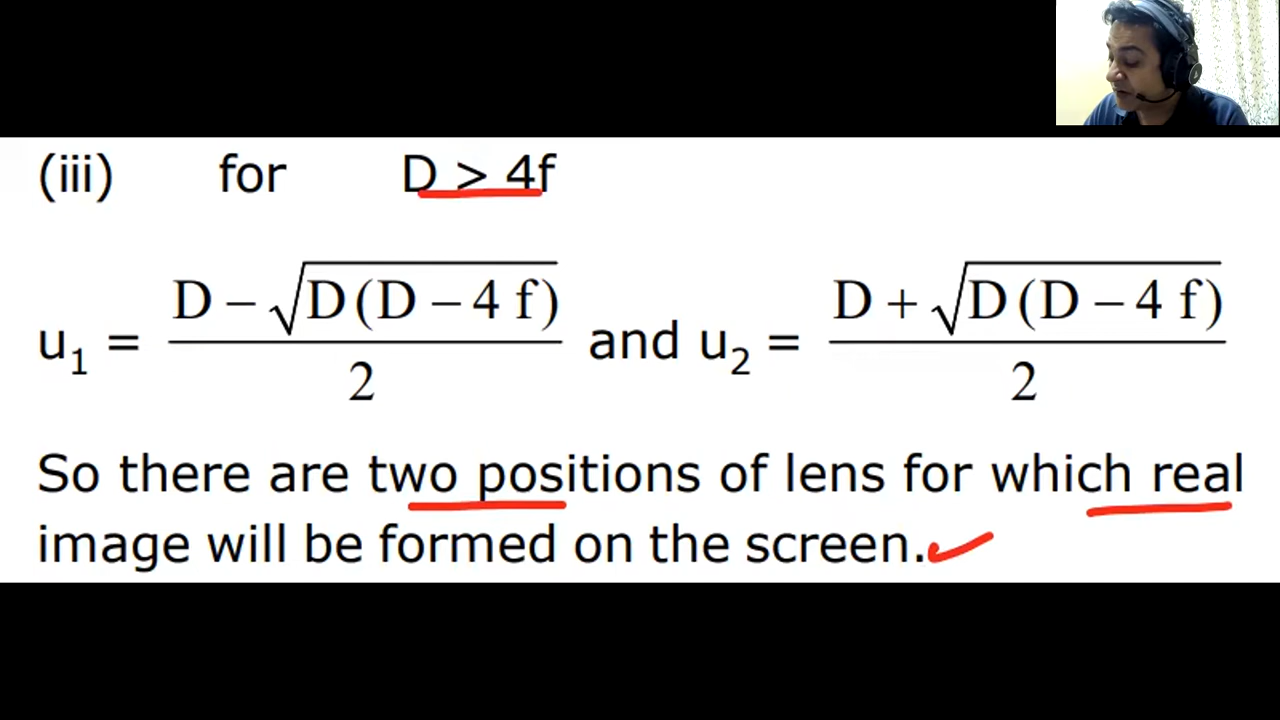 (iii) for D > 4f
u₁ = (D − √(D(D − 4 f)))/2 and u₂ = (D + √(D(D − 4 f)))/2
So there are two positions of lens for which real
image will be formed on the screen.